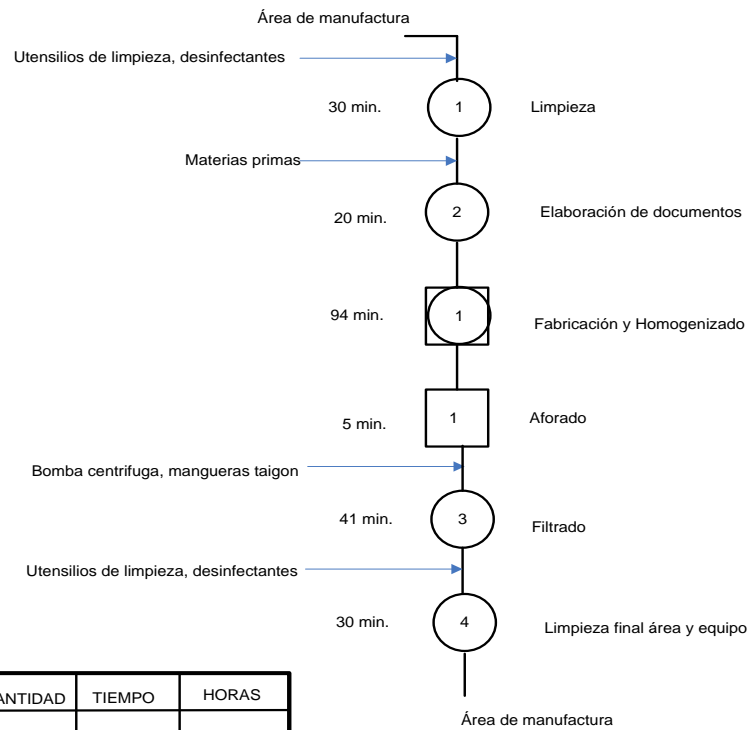 Área de manufactura
Utensilios de limpieza, desinfectantes
30 min.
1
Limpieza
Materias primas
20 min.
2
Elaboración de documentos
94 min.
1
Fabricación y Homogenizado
5 min.
1
Aforado
Bomba centrifuga, mangueras taigon
41 min.
3
Filtrado
Utensilios de limpieza, desinfectantes
30 min.
4
Limpieza final área y equipo
ANTIDAD TIEMPO HORAS
Área de manufactura